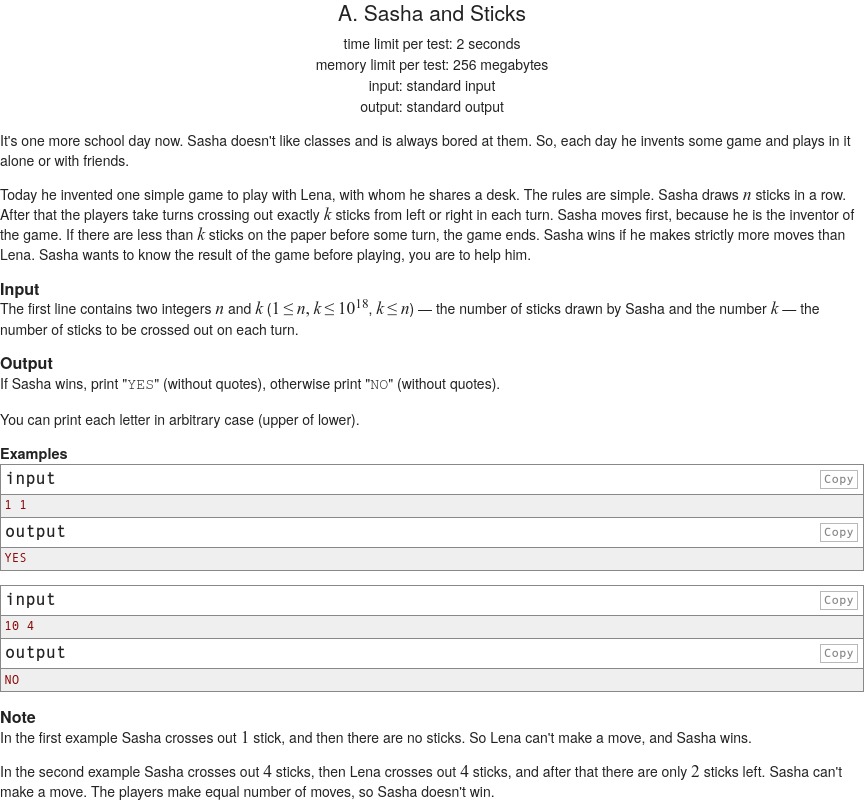 A. Sasha and Sticks
time limit per test: 2 seconds
memory limit per test: 256 megabytes
input: standard input
output: standard output
It's one more school day now. Sasha doesn't like classes and is always bored at them. So, each day he invents some game and plays in it
alone or with friends.
Today he invented one simple game to play with Lena, with whom he shares a desk. The rules are simple. Sasha draws n sticks in a row.
After that the players take turns crossing out exactly k sticks from left or right in each turn. Sasha moves first, because he is the inventor of
the game. If there are less than k sticks on the paper before some turn, the game ends. Sasha wins if he makes strictly more moves than
Lena. Sasha wants to know the result of the game before playing, you are to help him.
Input
The first line contains two integers n and k (1 ≤ n, k ≤ 10^18, k ≤ n) — the number of sticks drawn by Sasha and the number k — the
number of sticks to be crossed out on each turn.
Output
If Sasha wins, print "YES" (without quotes), otherwise print "NO" (without quotes).
You can print each letter in arbitrary case (upper of lower).
Examples
input Copy
1 1
output Copy
YES
input Copy
10 4
output Copy
NO
Note
In the first example Sasha crosses out 1 stick, and then there are no sticks. So Lena can't make a move, and Sasha wins.
In the second example Sasha crosses out 4 sticks, then Lena crosses out 4 sticks, and after that there are only 2 sticks left. Sasha can't
make a move. The players make equal number of moves, so Sasha doesn't win.